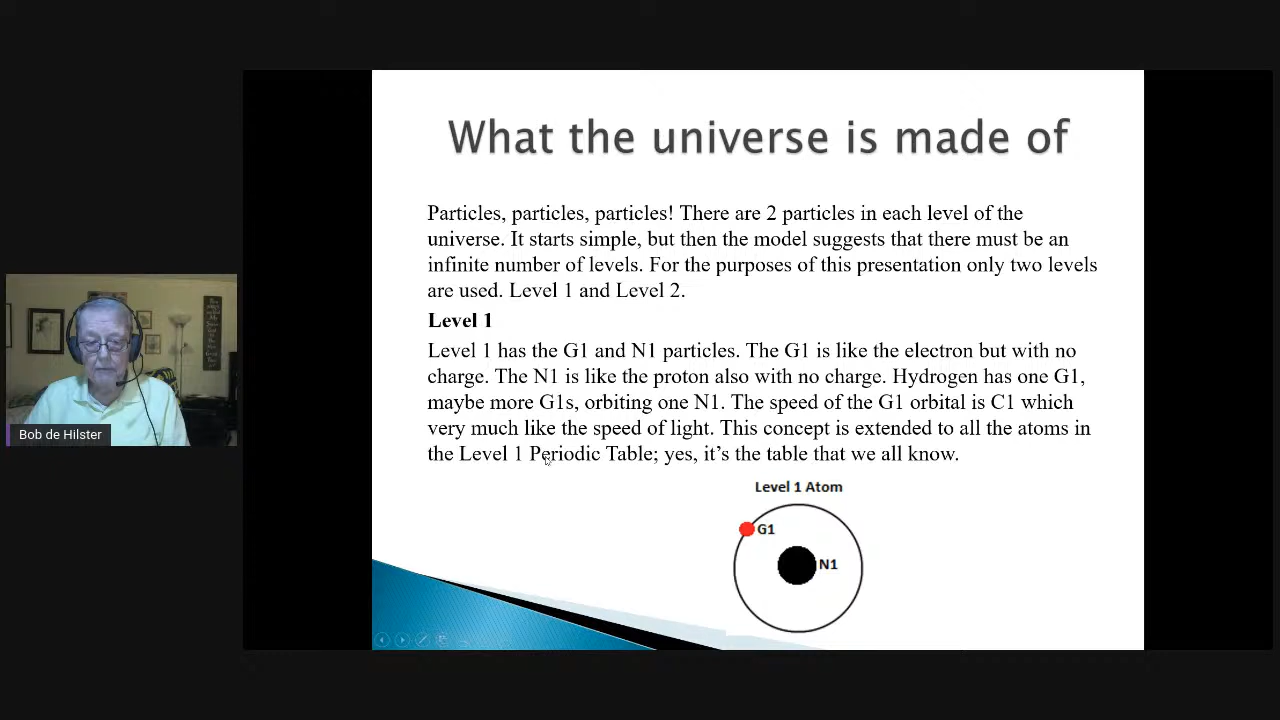 What the universe is made of
Particles, particles, particles! There are 2 particles in each level of the
universe. It starts simple, but then the model suggests that there must be an
infinite number of levels. For the purposes of this presentation only two levels
are used. Level 1 and Level 2.
Level 1
Level 1 has the G1 and N1 particles. The G1 is like the electron but with no
charge. The N1 is like the proton also with no charge. Hydrogen has one G1,
maybe more G1s, orbiting one N1. The speed of the G1 orbital is C1 which
very much like the speed of light. This concept is extended to all the atoms in
the Level 1 Periodic Table; yes, it’s the table that we all know.
Level 1 Atom
G1
N1
Bob de Hilster